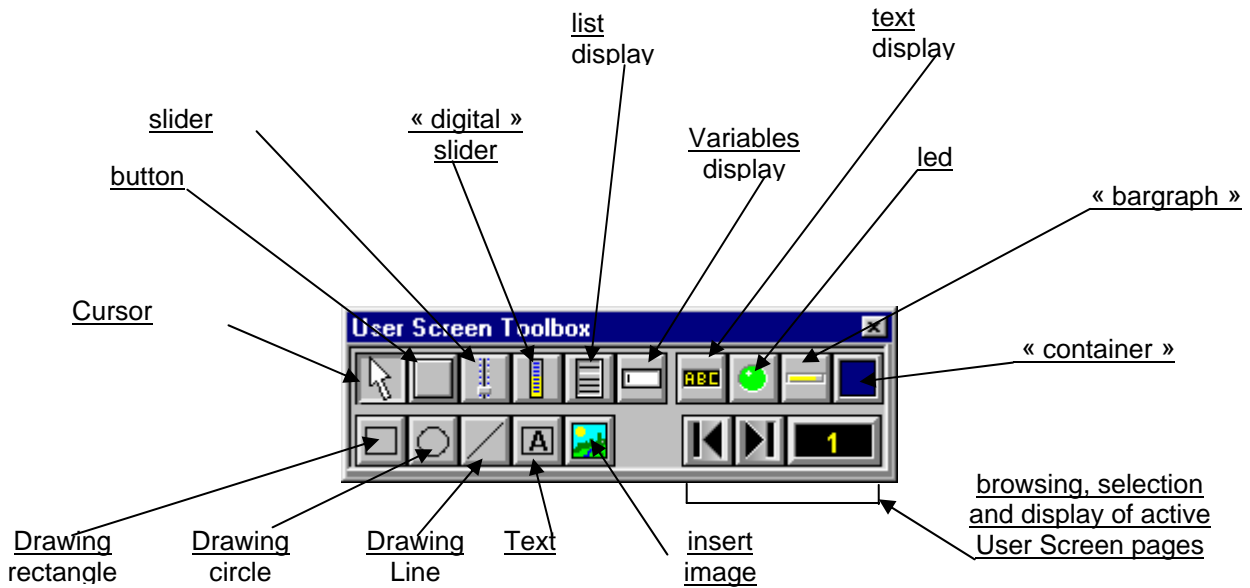 list
display
text
display
slider
« digital »
slider
Variables
display
button
led
« bargraph »
Cursor
User Screen Toolbox
« container »
ABC
A
1
browsing, selection
and display of active
User Screen pages
Drawing
rectangle
Drawing
circle
Drawing
Line
Text
insert
image